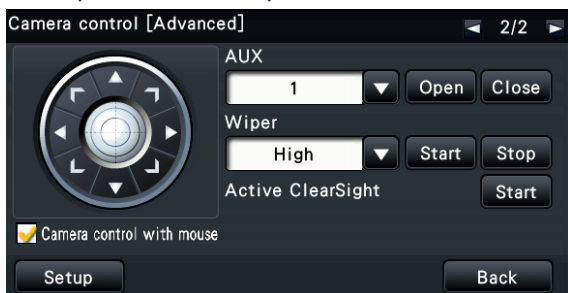 Camera control [Advanced]
2/2
AUX
1
Open
Close
Wiper
High
Start
Stop
Active ClearSight
Start
Camera control with mouse
Setup
Back